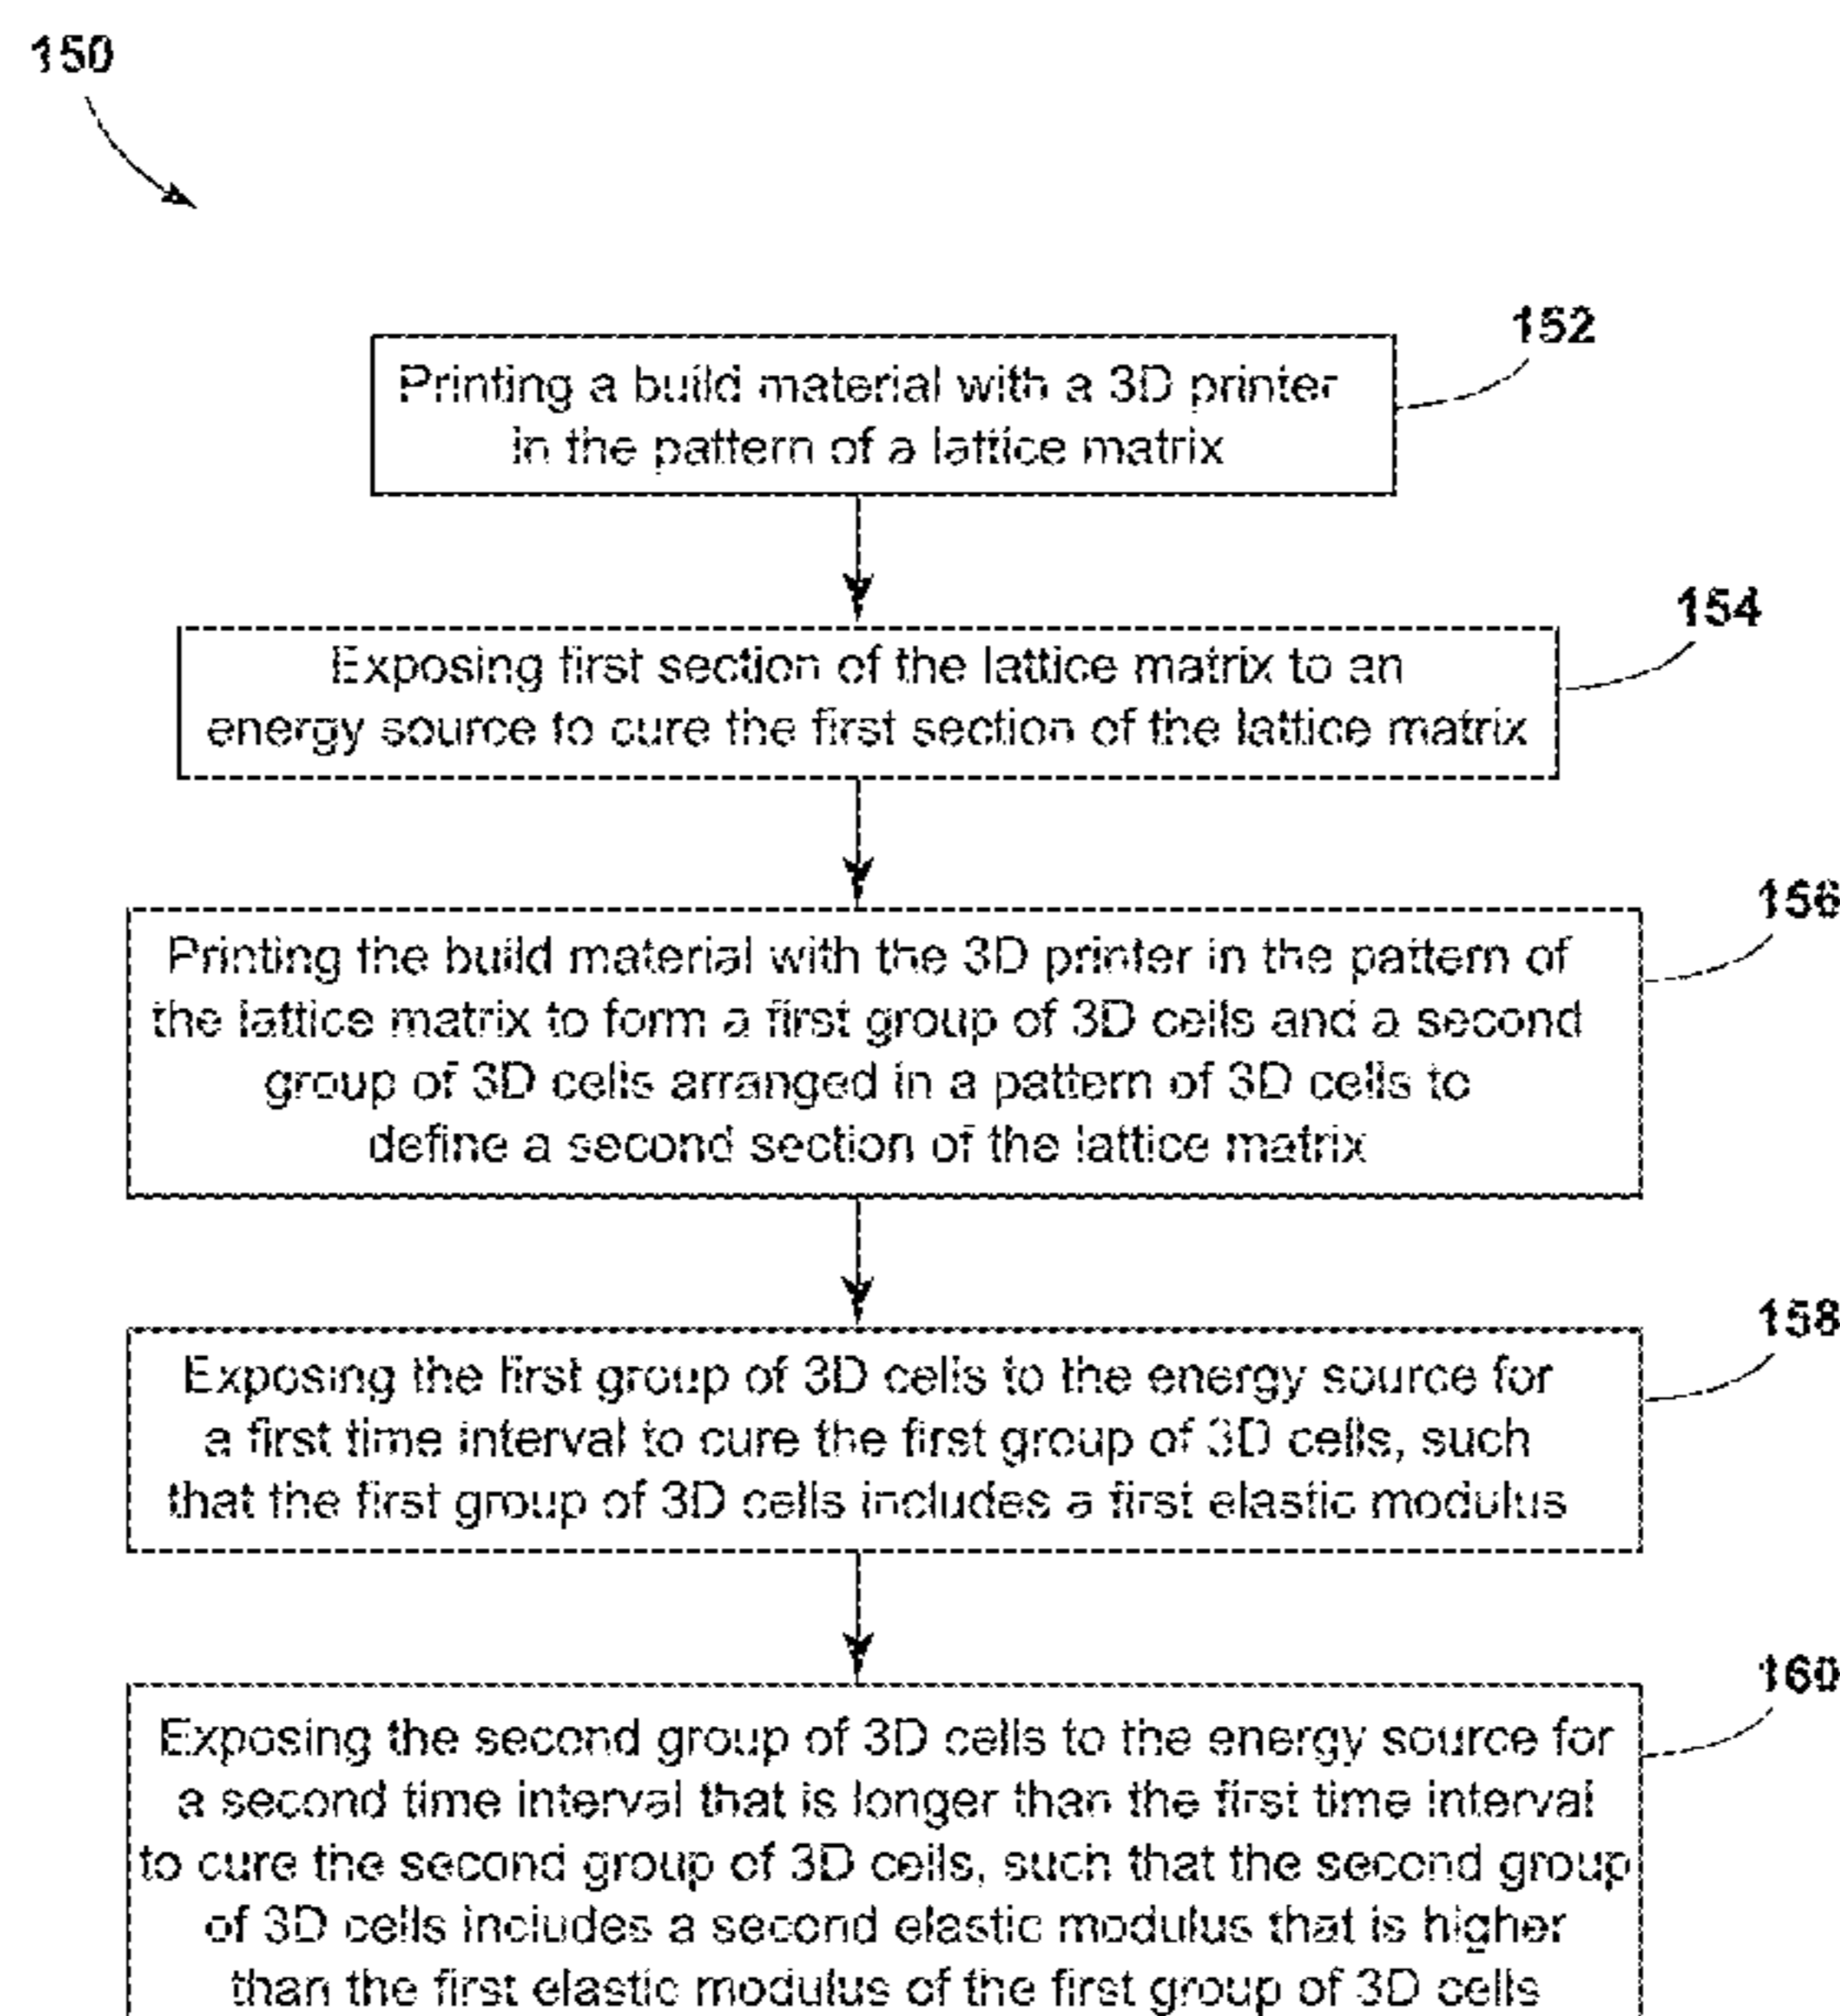 150
152
Printing a build material with a 3D printer
in the pattern of a lattice matrix
154
Exposing first section of the lattice matrix to an
energy source to cure the first section of the lattice matrix
156
Printing the build material with the 3D printer in the pattern of
the lattice matrix to form a first group of 3D cells and a second
group of 3D cells arranged in a pattern of 3D cells to
define a second section of the lattice matrix
158
Exposing the first group of 3D cells to the energy source for
a first time interval to cure the first group of 3D cells, such
that the first group of 3D cells includes a first elastic modulus
160
Exposing the second group of 3D cells to the energy source for
a second time interval that is longer than the first time interval
to cure the second group of 3D cells, such that the second group
of 3D cells includes a second elastic modulus that is higher
than the first elastic modulus of the first group of 3D cells